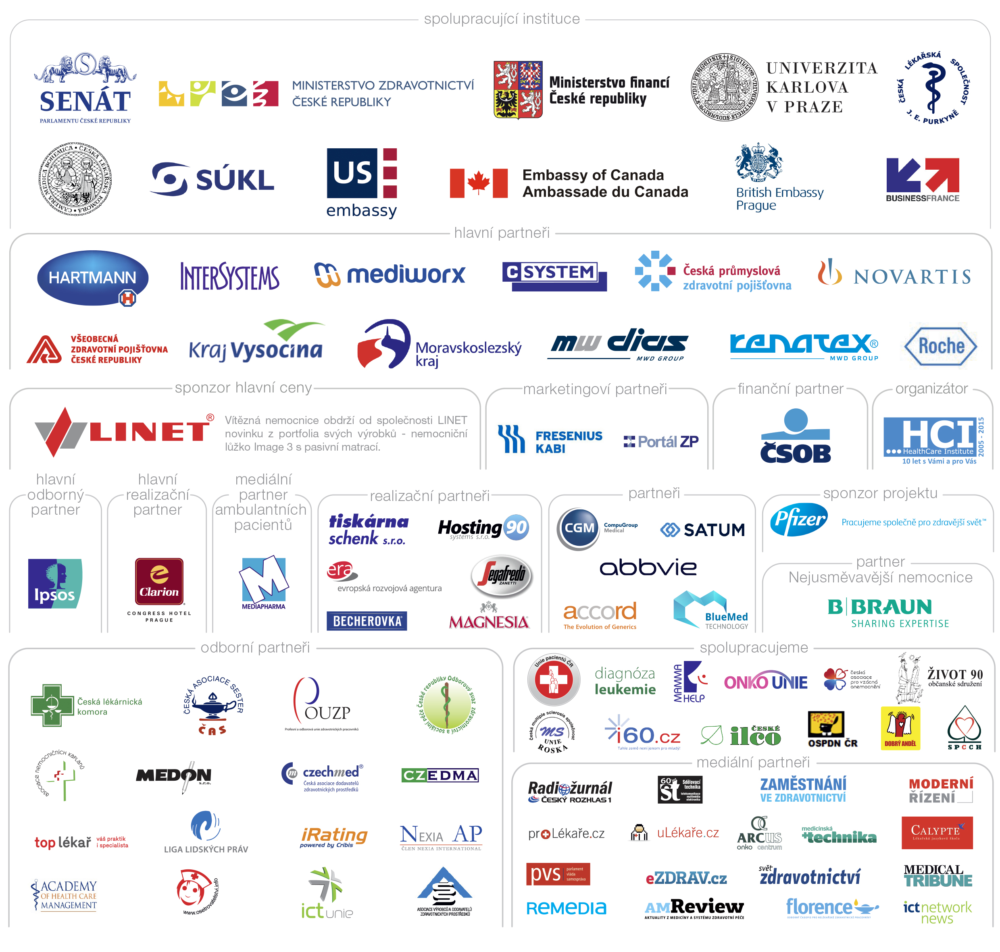 spolupracující instituce
SENÁT
PARLAMENTU ČESKÉ REPUBLIKY
MINISTERSTVO ZDRAVOTNICTVÍ
ČESKÉ REPUBLIKY
Ministerstvo financí
České republiky
UNIVERZITA
KARLOVA
V PRAZE
ČESKÁ LÉKAŘSKÁ SPOLEČNOST
J. E. PURKYNĚ
CAMERA MEDICA BOHEMICA • ČESKÁ LÉKAŘSKÁ KOMORA •
SÚKL
US
embassy
Embassy of Canada
Ambassade du Canada
British Embassy
Prague
BUSINESSFRANCE
hlavní partneři
HARTMANN
H
INTERSYSTEMS
mediworx
C SYSTEM
Česká průmyslová
zdravotní pojišťovna
NOVARTIS
VŠEOBECNÁ
ZDRAVOTNÍ POJIŠŤOVNA
ČESKÉ REPUBLIKY
Kraj Vysočina
Moravskoslezský
kraj
mw dias
MWD GROUP
renatex®
MWD GROUP
Roche
sponzor hlavní ceny
LINET®
Vítězná nemocnice obdrží od společnosti LINET
novinku z portfolia svých výrobků - nemocniční
lůžko Image 3 s pasivní matrací.
marketingoví partneři
FRESENIUS
KABI
Portál ZP
finanční partner
ČSOB
organizátor
HCI
HealthCare Institute
2005 - 2015
10 let s Vámi a pro Vás
hlavní
odborný
partner
Ipsos
hlavní
realizační
partner
Clarion
CONGRESS HOTEL
PRAGUE
mediální
partner
ambulantních
pacientů
M
MEDIAPHARMA
realizační partneři
tiskárna
schenk s.r.o.
Hosting 90
systems s.r.o.
era
evropská rozvojová agentura
Segafredo
ZANETTI
BECHEROVKA®
MAGNESIA
partneři
CGM
CompuGroup
Medical
SATUM
abbvie
accord
The Evolution of Generics
BlueMed
TECHNOLOGY
sponzor projektu
Pfizer
Pracujeme společně pro zdravější svět™
partner
Nejusměvavější nemocnice
B|BRAUN
SHARING EXPERTISE
odborní partneři
Česká lékárnická
komora
ČESKÁ ASOCIACE SESTER
ČAS
POUZP
Profesní a odborová unie zdravotnických pracovníků
Odborový svaz zdravotnictví a sociální péče České republiky
asociace nemocničních kaplanů
MEDON
s.r.o.
czechmed®
Česká asociace dodavatelů
zdravotnických prostředků
CZEDMA
top lékař
váš praktik
i specialista
LIGA LIDSKÝCH PRÁV
iRating
powered by Cribis
NEXIA AP
ČLEN NEXIA INTERNATIONAL
ACADEMY
OF HEALTH CARE
MANAGEMENT
www.osetrovatelstvi.info
ict unie
ASOCIACE VÝROBCŮ A DODAVATELŮ
ZDRAVOTNICKÝCH PROSTŘEDKŮ
spolupracujeme
Unie pacientů ČR
diagnóza
leukemie
MAMMA
HELP
ONKO UNIE
česká
asociace
pro vzácná
onemocnění
ŽIVOT 90
občanské sdružení
česká multiple sclerosis společnost
MS
UNIE
ROSKA
i60.cz
Tahle země není jenom pro mladý!
ČESKÉ
ilco
OSPDN ČR
DOBRÝ ANDĚL
SPCCH
mediální partneři
Radiožurnál
ČESKÝ ROZHLAS 1
60 let
st
Sdělovací
technika
telekomunikace
multimédia
elektronika
ZAMĚSTNÁNÍ
VE ZDRAVOTNICTVÍ
MODERNÍ
ŘÍZENÍ
proLékaře.cz
uLékaře.cz
ARCUS
onko centrum
medicínská
technika
CALYPTE
Lékařská jazyková škola
pvs
parlament
vláda
samospráva
eZDRAV.cz
svět
zdravotnictví
MEDICAL
TRIBUNE
REMEDIA
AMReview
AKTUALITY Z MEDICÍNY A SYSTÉMU ZDRAVOTNÍ PÉČE
florence
ODBORNÝ ČASOPIS PRO NELÉKAŘSKÉ ZDRAVOTNICKÉ PRACOVNÍKY
ict network
news